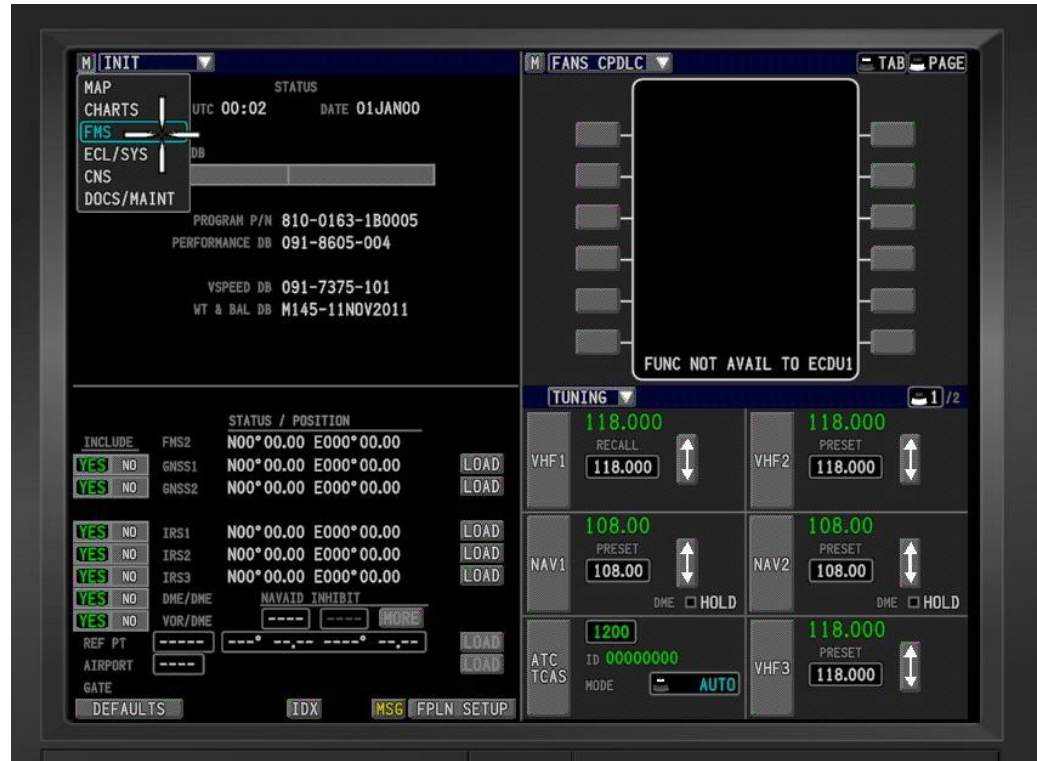 M INIT
MAP
STATUS
CHARTS UTC 00:02 DATE 01JAN00
FMS
ECL/SYS DB
CNS
DOCS/MAINT
PROGRAM P/N 810-0163-1B0005
PERFORMANCE DB 091-8605-004
VSPEED DB 091-7375-101
WT & BAL DB M145-11NOV2011
STATUS / POSITION
INCLUDE FMS2 N00°00.00 E000°00.00
YES NO GNSS1 N00°00.00 E000°00.00 LOAD
YES NO GNSS2 N00°00.00 E000°00.00 LOAD
YES NO IRS1 N00°00.00 E000°00.00 LOAD
YES NO IRS2 N00°00.00 E000°00.00 LOAD
YES NO IRS3 N00°00.00 E000°00.00 LOAD
YES NO DME/DME NAVAID INHIBIT
YES NO VOR/DME ---- ---- MORE
REF PT ----- ---° --.-- ----° --.-- LOAD
AIRPORT ---- LOAD
GATE
DEFAULTS IDX MSG FPLN SETUP
M FANS CPDLC TAB PAGE
FUNC NOT AVAIL TO ECDU1
TUNING 1 /2
VHF1 118.000
RECALL
118.000
VHF2 118.000
PRESET
118.000
NAV1 108.00
PRESET
108.00
DME HOLD
NAV2 108.00
PRESET
108.00
DME HOLD
ATC
TCAS
1200
ID 00000000
MODE AUTO
VHF3 118.000
PRESET
118.000